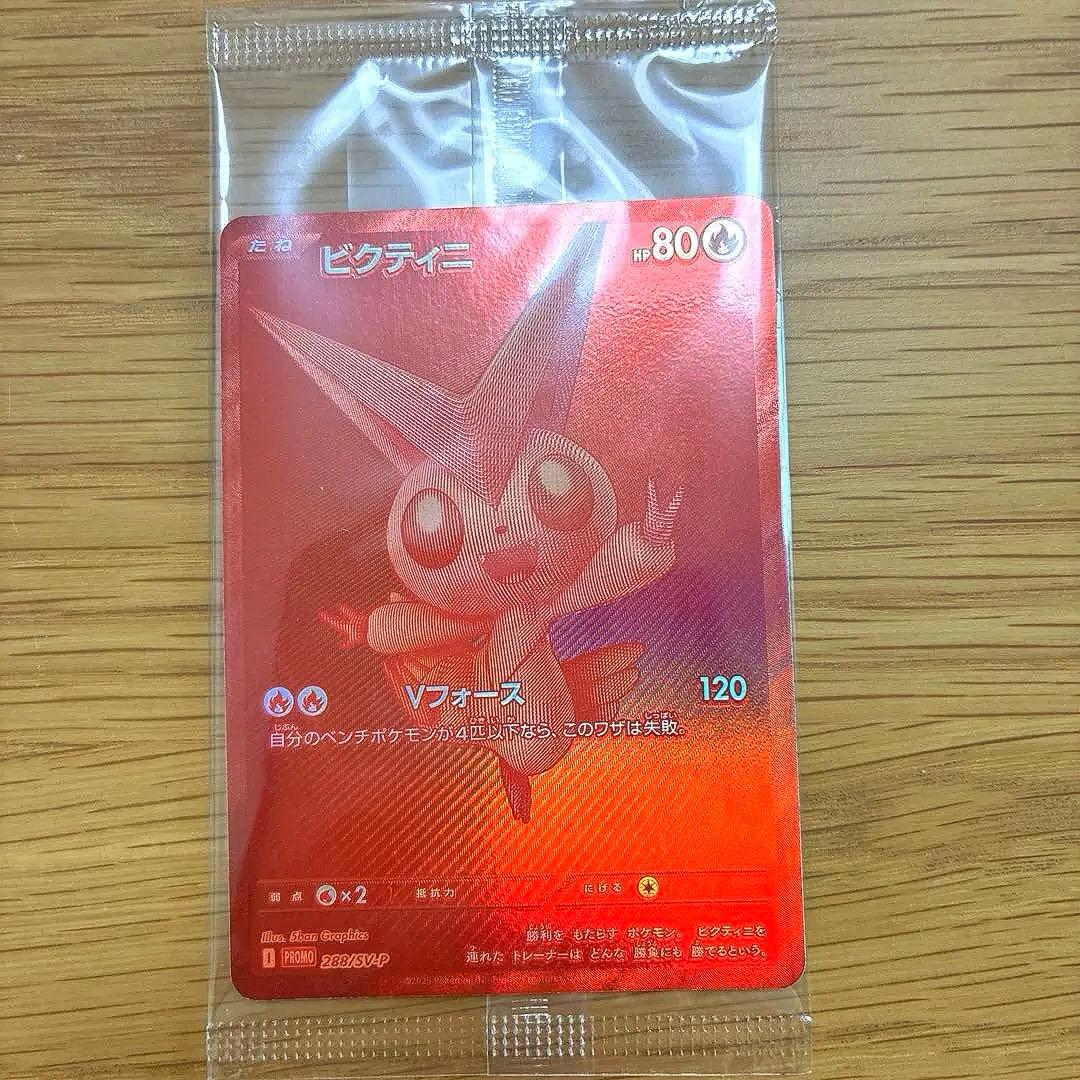 たね ビクティニ HP80
Vフォース 120
自分のベンチポケモンが4匹以下なら、このワザは失敗。
弱点 ×2 抵抗力 にげる
Illus. 5ban Graphics
勝利を もたらす ポケモン。 ビクティニを
連れた トレーナーは どんな 勝負にも 勝てるという。
I PROMO 288/SV-P